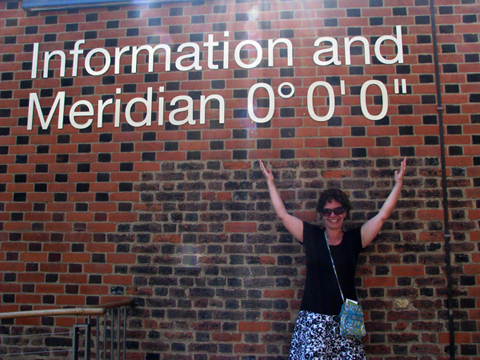 Information and
Meridian 0° 0' 0"